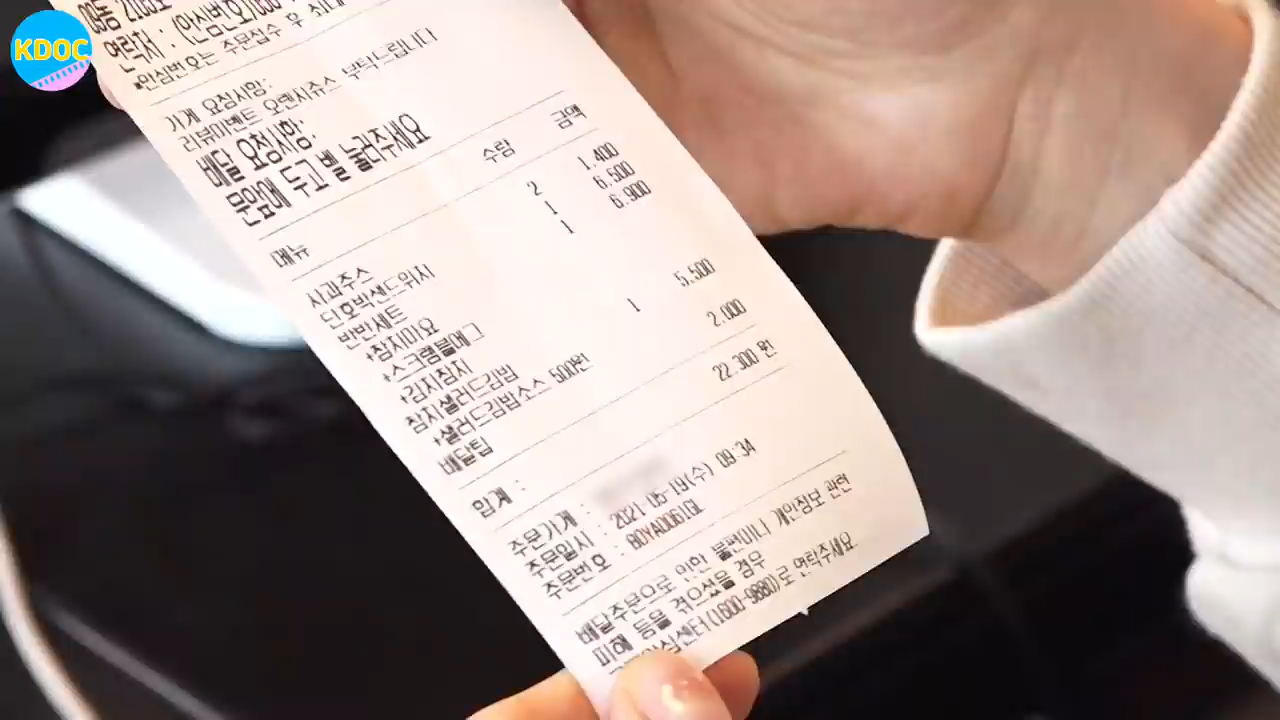 KDOC
연락처 : (안심번호)
*안심번호는 주문접수 후 최대
가게 요청사항:
리뷰이벤트 오렌지쥬스 부탁드립니다
배달 요청사항:
문앞에 두고 벨 눌러주세요
메뉴 수량 금액
사과주스 2 1,400
단호박샌드위치 1 6,500
반반세트 1 6,900
+참치마요
+스크램블에그
+김치참치
참치샐러드김밥 1 5,500
+샐러드김밥소스 500원
배달팁 2,000
합계 : 22,300 원
주문가게 :
주문일시 : 2021-05-19(수) 09:34
주문번호 :
배달주문으로 인한 불편이나 개인정보 관련
피해 등을 겪으셨을 경우
센터(1600-9880)로 연락주세요.